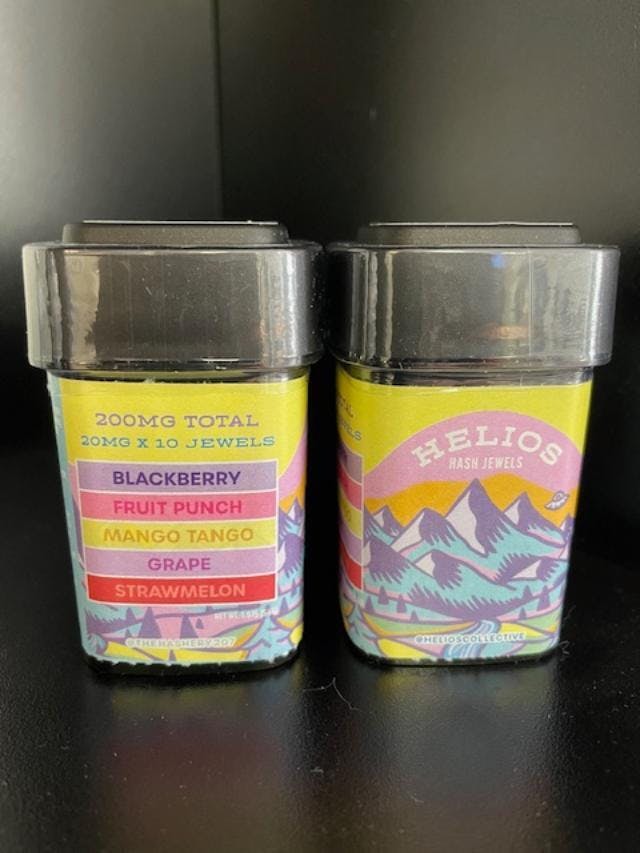 200MG TOTAL
20MG X 10 JEWELS
BLACKBERRY
FRUIT PUNCH
MANGO TANGO
GRAPE
STRAWMELON
@THEHASHERY207
HELIOS
HASH JEWELS
@HELIOSCOLLECTIVE